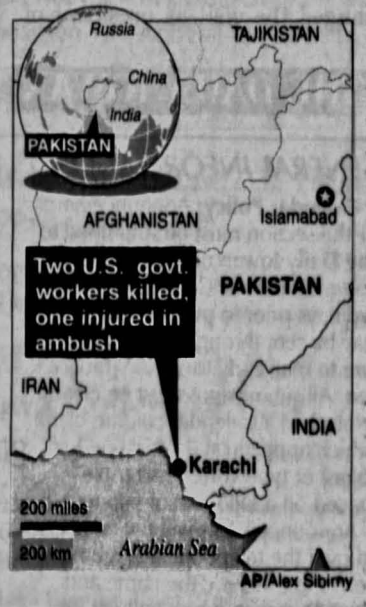 Russia
TAJIKISTAN
China
India
PAKISTAN
Islamabad
AFGHANISTAN
Two U.S. govt.
workers killed,
one injured in
ambush
PAKISTAN
IRAN
INDIA
Karachi
200 miles
200 km
Arabian Sea
AP/Alex Sibirny